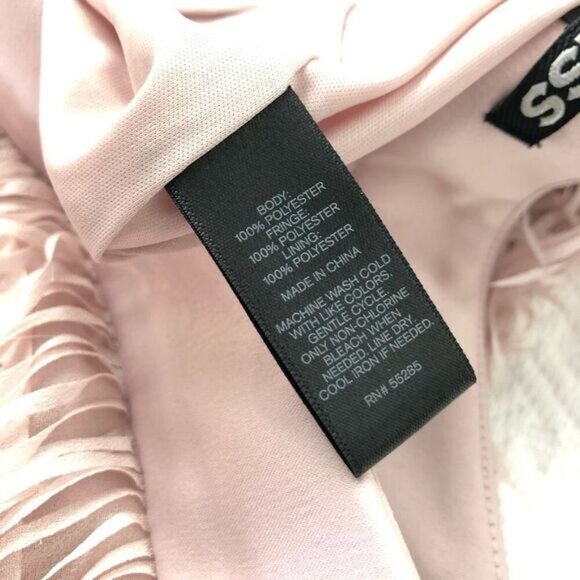 BODY:
100% POLYESTER
FRINGE:
100% POLYESTER
LINING:
100% POLYESTER
MADE IN CHINA
MACHINE WASH COLD
WITH LIKE COLORS,
GENTLE CYCLE
ONLY NON-CHLORINE
BLEACH WHEN
NEEDED, LINE DRY.
COOL IRON IF NEEDED.
RN# 55285